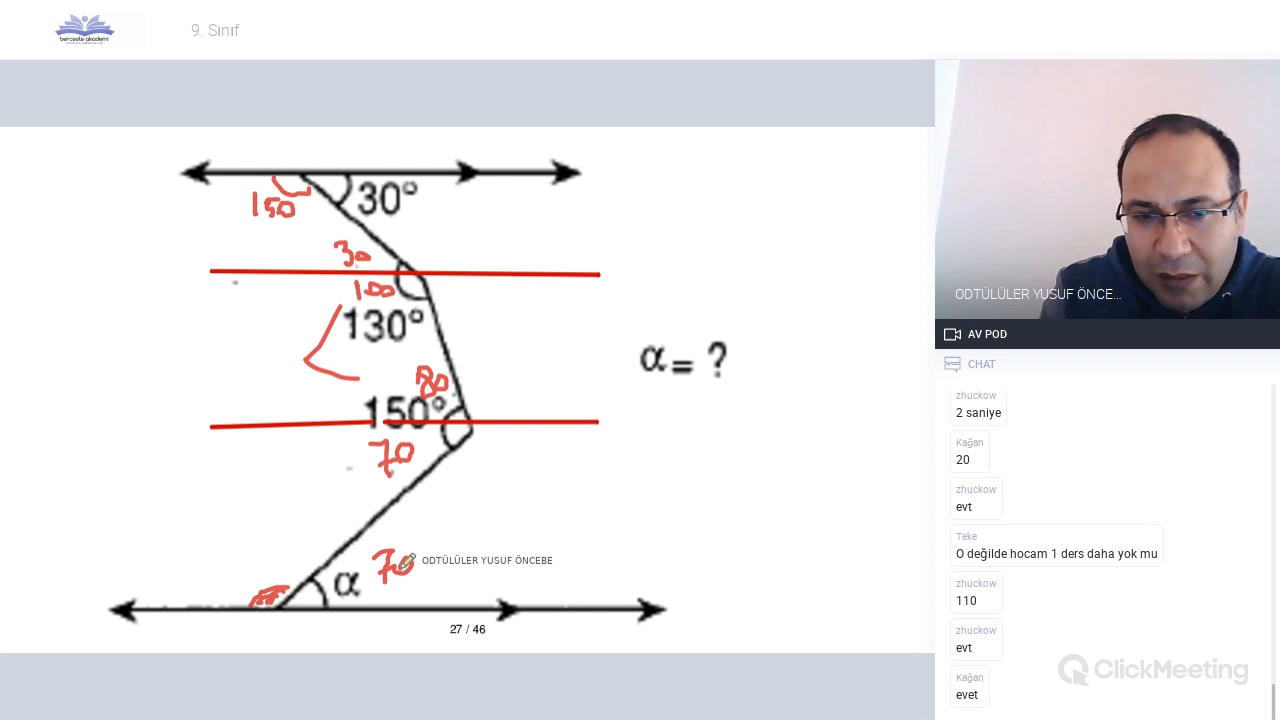 berceste akademi
9. Sınıf
30°
150
30
100
130°
α = ?
80
150°
70
70
ODTÜLÜLER YUSUF ÖNCEBE
α
27 / 46
ODTÜLÜLER YUSUF ÖNCE...
AV POD
CHAT
zhuckow
2 saniye
Kağan
20
zhuckow
evt
Teke
O değilde hocam 1 ders daha yok mu
zhuckow
110
zhuckow
evt
Kağan
evet
ClickMeeting